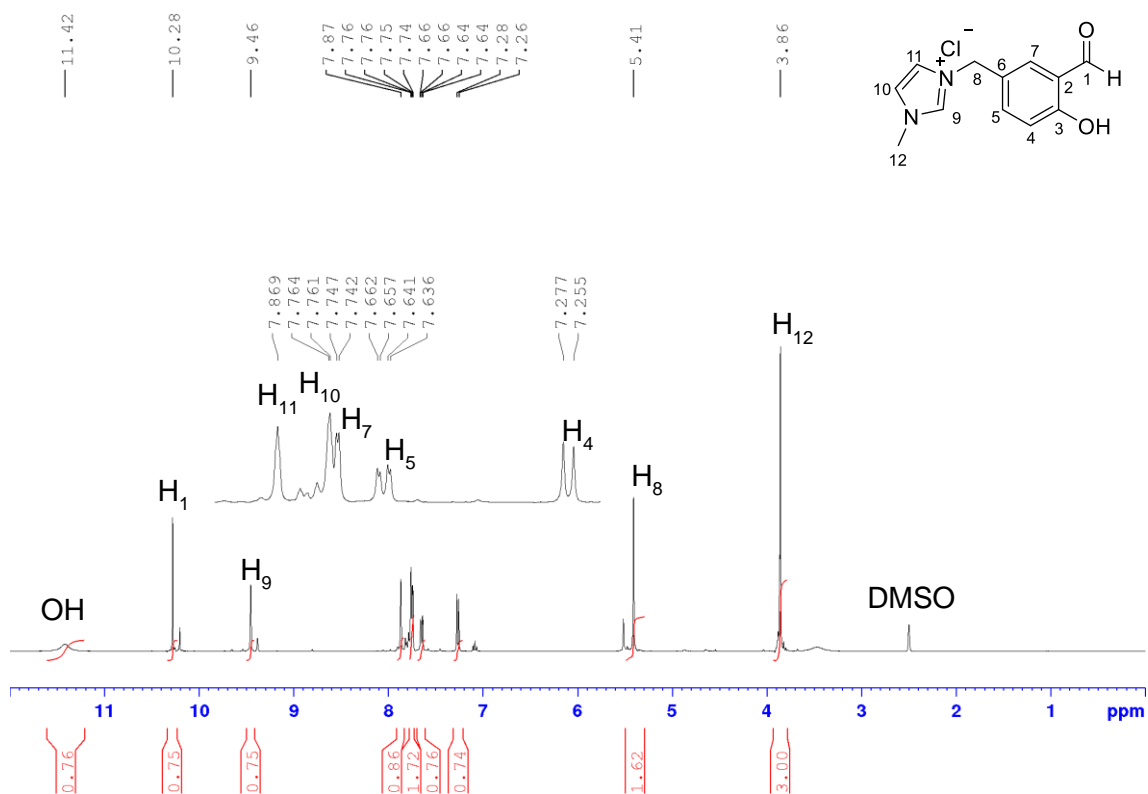 11.42
10.28
9.46
7.87
7.76
7.76
7.75
7.74
7.66
7.66
7.64
7.64
7.28
7.26
5.41
3.86
O
Cl −
11
7
6
+
N
8
2
1
H
10
9
N
5
3
OH
4
12
7.869
7.764
7.761
7.747
7.742
7.662
7.657
7.641
7.636
7.277
7.255
H12
H10
H11
H7
H4
H5
H8
H1
H9
DMSO
OH
11 10 9 8 7 6 5 4 3 2 1 ppm
0.76
0.75
0.75
0.86
1.72
0.76
0.74
1.62
3.00